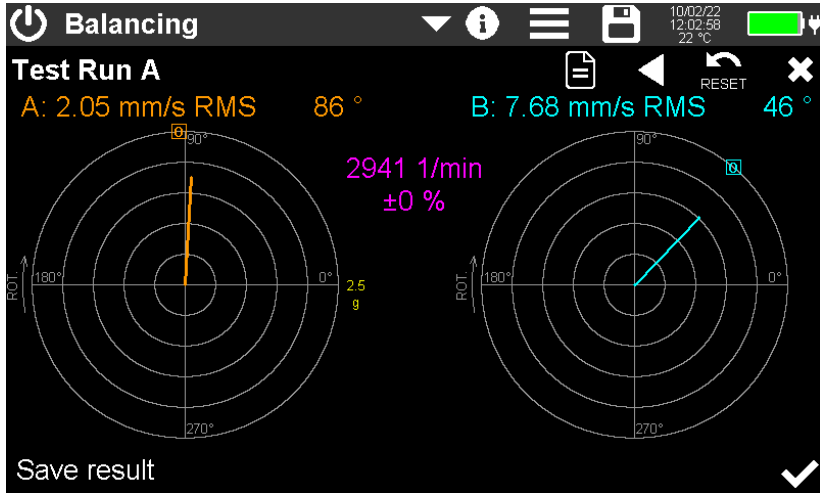 Balancing
i
10/02/22
12:02:58
22 °C
Test Run A
RESET
A: 2.05 mm/s RMS 86 °
B: 7.68 mm/s RMS 46 °
0
90°
90°
0
2941 1/min
±0 %
ROT.
180°
0°
2.5
g
ROT.
180°
0°
270°
270°
Save result